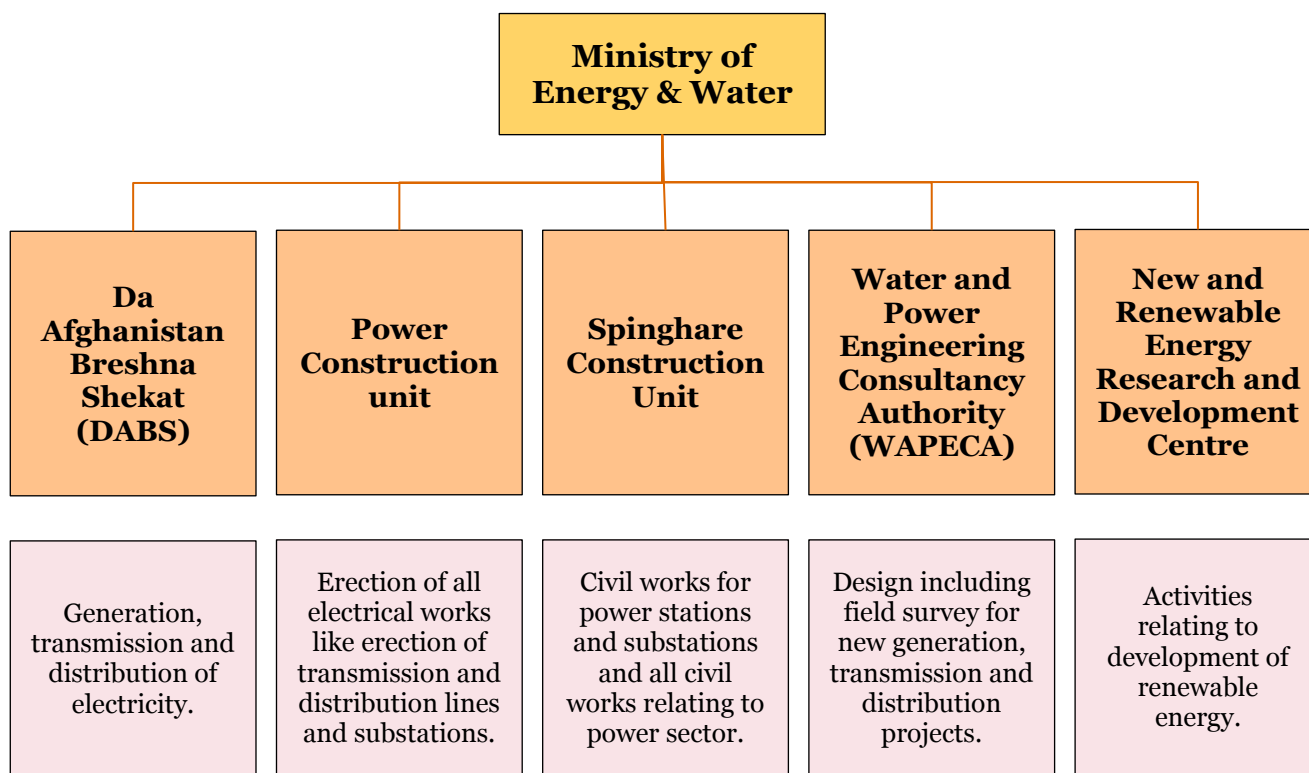 Ministry of
Energy & Water
Da
Afghanistan
Breshna
Shekat
(DABS)
Power
Construction
unit
Spinghare
Construction
Unit
Water and
Power
Engineering
Consultancy
Authority
(WAPECA)
New and
Renewable
Energy
Research and
Development
Centre
Generation,
transmission and
distribution of
electricity.
Erection of all
electrical works
like erection of
transmission and
distribution lines
and substations.
Civil works for
power stations
and substations
and all civil
works relating to
power sector.
Design including
field survey for
new generation,
transmission and
distribution
projects.
Activities
relating to
development of
renewable
energy.